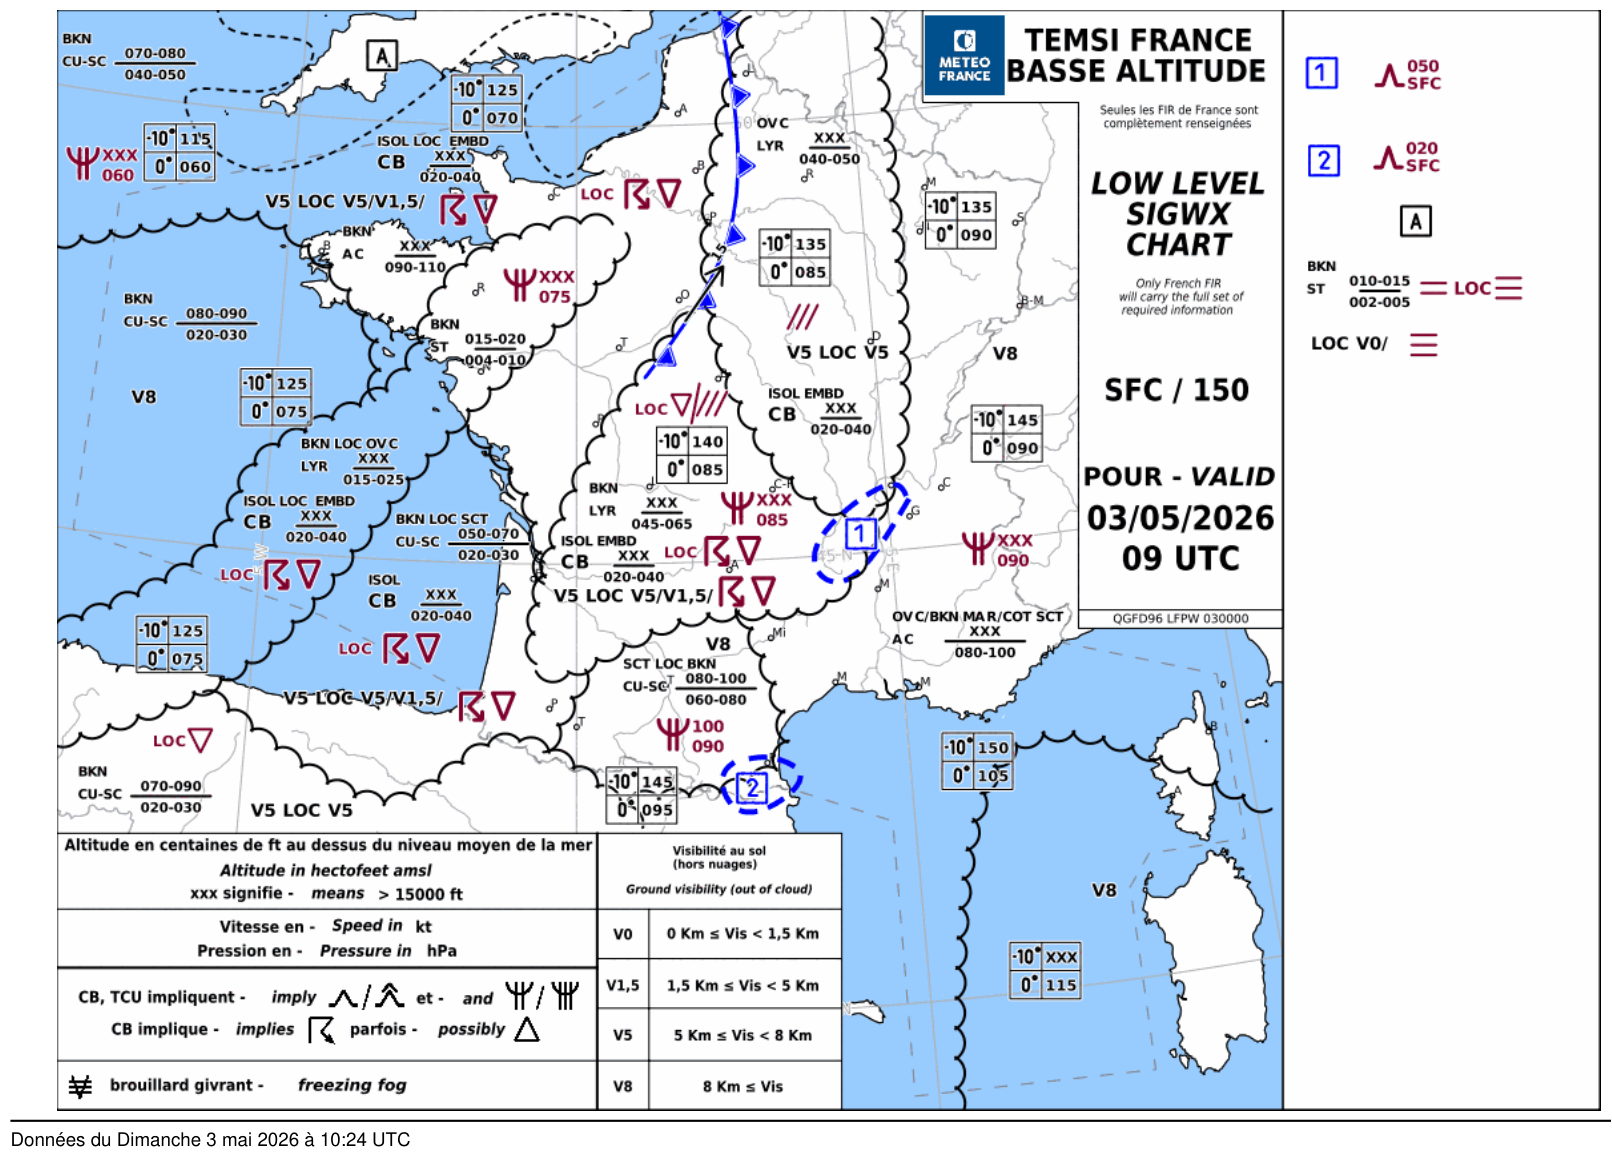 BKN
CU-SC 070-080
040-050
A
-10° 125
0° 070
-10° 115
0° 060
XXX
060
ISOL LOC EMBD
CB XXX
020-040
V5 LOC V5/V1,5/
LOC
BKN
AC XXX
090-110
XXX
075
BKN
CU-SC 080-090
020-030
BKN
ST 015-020
004-010
V8
-10° 125
0° 075
BKN LOC OVC
LYR XXX
015-025
ISOL LOC EMBD
CB XXX
020-040
LOC
BKN LOC SCT
CU-SC 050-070
020-030
ISOL
CB XXX
020-040
LOC
-10° 125
0° 075
V5 LOC V5/V1,5/
LOC
BKN
CU-SC 070-090
020-030
V5 LOC V5
OVC
LYR XXX
040-050
-10° 135
0° 085
V5 LOC V5
ISOL EMBD
CB XXX
020-040
LOC
-10° 140
0° 085
BKN
LYR XXX
045-065
XXX
085
ISOL EMBD
CB XXX
020-040
LOC
V5 LOC V5/V1,5/
V8
SCT LOC BKN
CU-SC 080-100
060-080
100
090
-10° 145
0° 095
1
2
-10° 135
0° 090
V8
-10° 145
0° 090
XXX
090
OVC/BKN MAR/COT SCT
AC XXX
080-100
-10° 150
0° 105
V8
-10° XXX
0° 115
METEO
FRANCE
TEMSI FRANCE
BASSE ALTITUDE
Seules les FIR de France sont
complètement renseignées
LOW LEVEL
SIGWX
CHART
Only French FIR
will carry the full set of
required information
SFC / 150
POUR - VALID
03/05/2026
09 UTC
QGFD96 LFPW 030000
1 050
SFC
2 020
SFC
A
BKN
ST 010-015
002-005
LOC
LOC V0/
Altitude en centaines de ft au dessus du niveau moyen de la mer
Altitude in hectofeet amsl
xxx signifie - means > 15000 ft
Vitesse en - Speed in kt
Pression en - Pressure in hPa
CB, TCU impliquent - imply / et - and /
CB implique - implies parfois - possibly
brouillard givrant - freezing fog
Visibilité au sol
(hors nuages)
Ground visibility (out of cloud)
V0 0 Km ≤ Vis < 1,5 Km
V1,5 1,5 Km ≤ Vis < 5 Km
V5 5 Km ≤ Vis < 8 Km
V8 8 Km ≤ Vis
Données du Dimanche 3 mai 2026 à 10:24 UTC